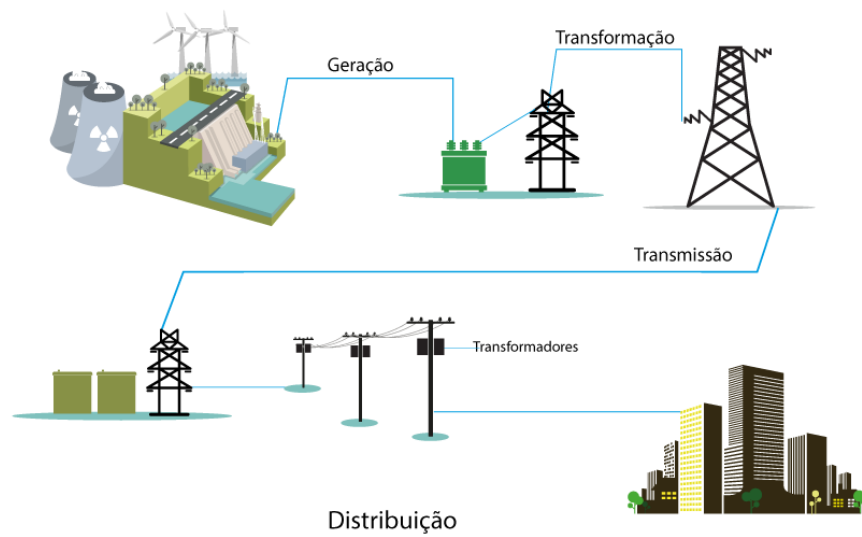 Geração
Transformação
Transmissão
Transformadores
Distribuição